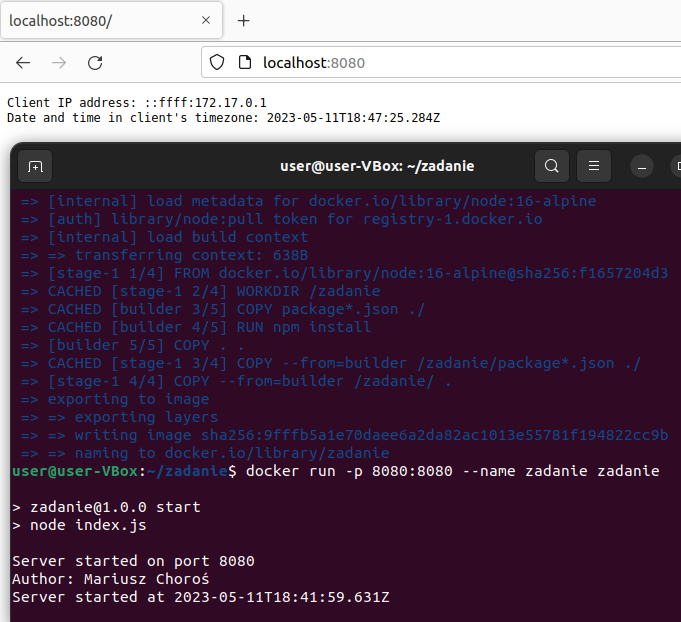 localhost:8080/
localhost:8080
Client IP address: ::ffff:172.17.0.1
Date and time in client's timezone: 2023-05-11T18:47:25.284Z
user@user-VBox: ~/zadanie
=> [internal] load metadata for docker.io/library/node:16-alpine
=> [auth] library/node:pull token for registry-1.docker.io
=> [internal] load build context
=> => transferring context: 638B
=> [stage-1 1/4] FROM docker.io/library/node:16-alpine@sha256:f1657204d3
=> CACHED [stage-1 2/4] WORKDIR /zadanie
=> CACHED [builder 3/5] COPY package*.json ./
=> CACHED [builder 4/5] RUN npm install
=> [builder 5/5] COPY . .
=> CACHED [stage-1 3/4] COPY --from=builder /zadanie/package*.json ./
=> [stage-1 4/4] COPY --from=builder /zadanie/ .
=> exporting to image
=> => exporting layers
=> => writing image sha256:9fffb5a1e70daee6a2da82ac1013e55781f194822cc9b
=> => naming to docker.io/library/zadanie
user@user-VBox:~/zadanie$ docker run -p 8080:8080 --name zadanie zadanie
> zadanie@1.0.0 start
> node index.js
Server started on port 8080
Author: Mariusz Choroś
Server started at 2023-05-11T18:41:59.631Z